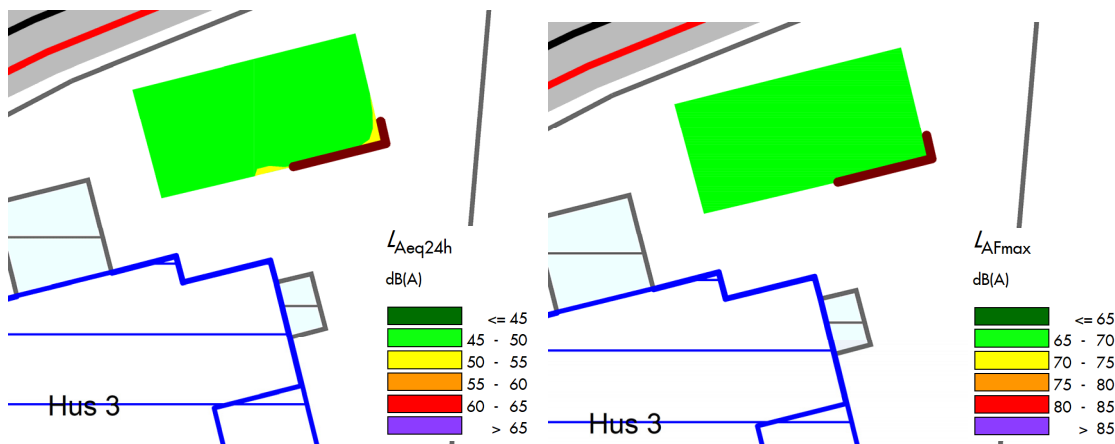 LAeq24h
dB(A)
<= 45
45 - 50
50 - 55
55 - 60
60 - 65
> 65
Hus 3
LAFmax
dB(A)
<= 65
65 - 70
70 - 75
75 - 80
80 - 85
> 85
Hus 3